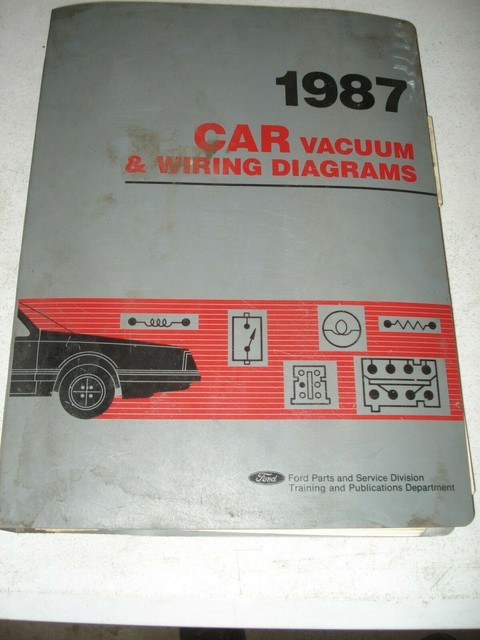 1987
CAR VACUUM
& WIRING DIAGRAMS
Ford
Ford Parts and Service Division
Training and Publications Department